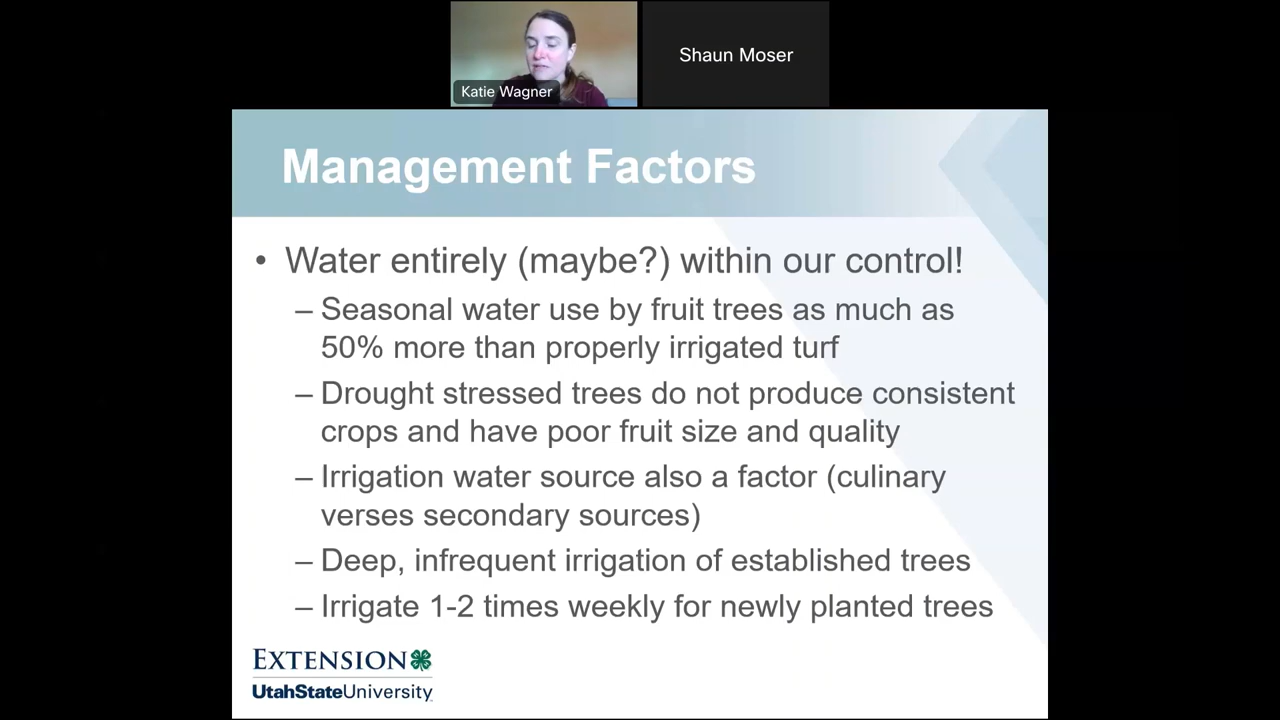 Katie Wagner
Shaun Moser
Management Factors
• Water entirely (maybe?) within our control!
– Seasonal water use by fruit trees as much as
50% more than properly irrigated turf
– Drought stressed trees do not produce consistent
crops and have poor fruit size and quality
– Irrigation water source also a factor (culinary
verses secondary sources)
– Deep, infrequent irrigation of established trees
– Irrigate 1-2 times weekly for newly planted trees
EXTENSION
UtahStateUniversity